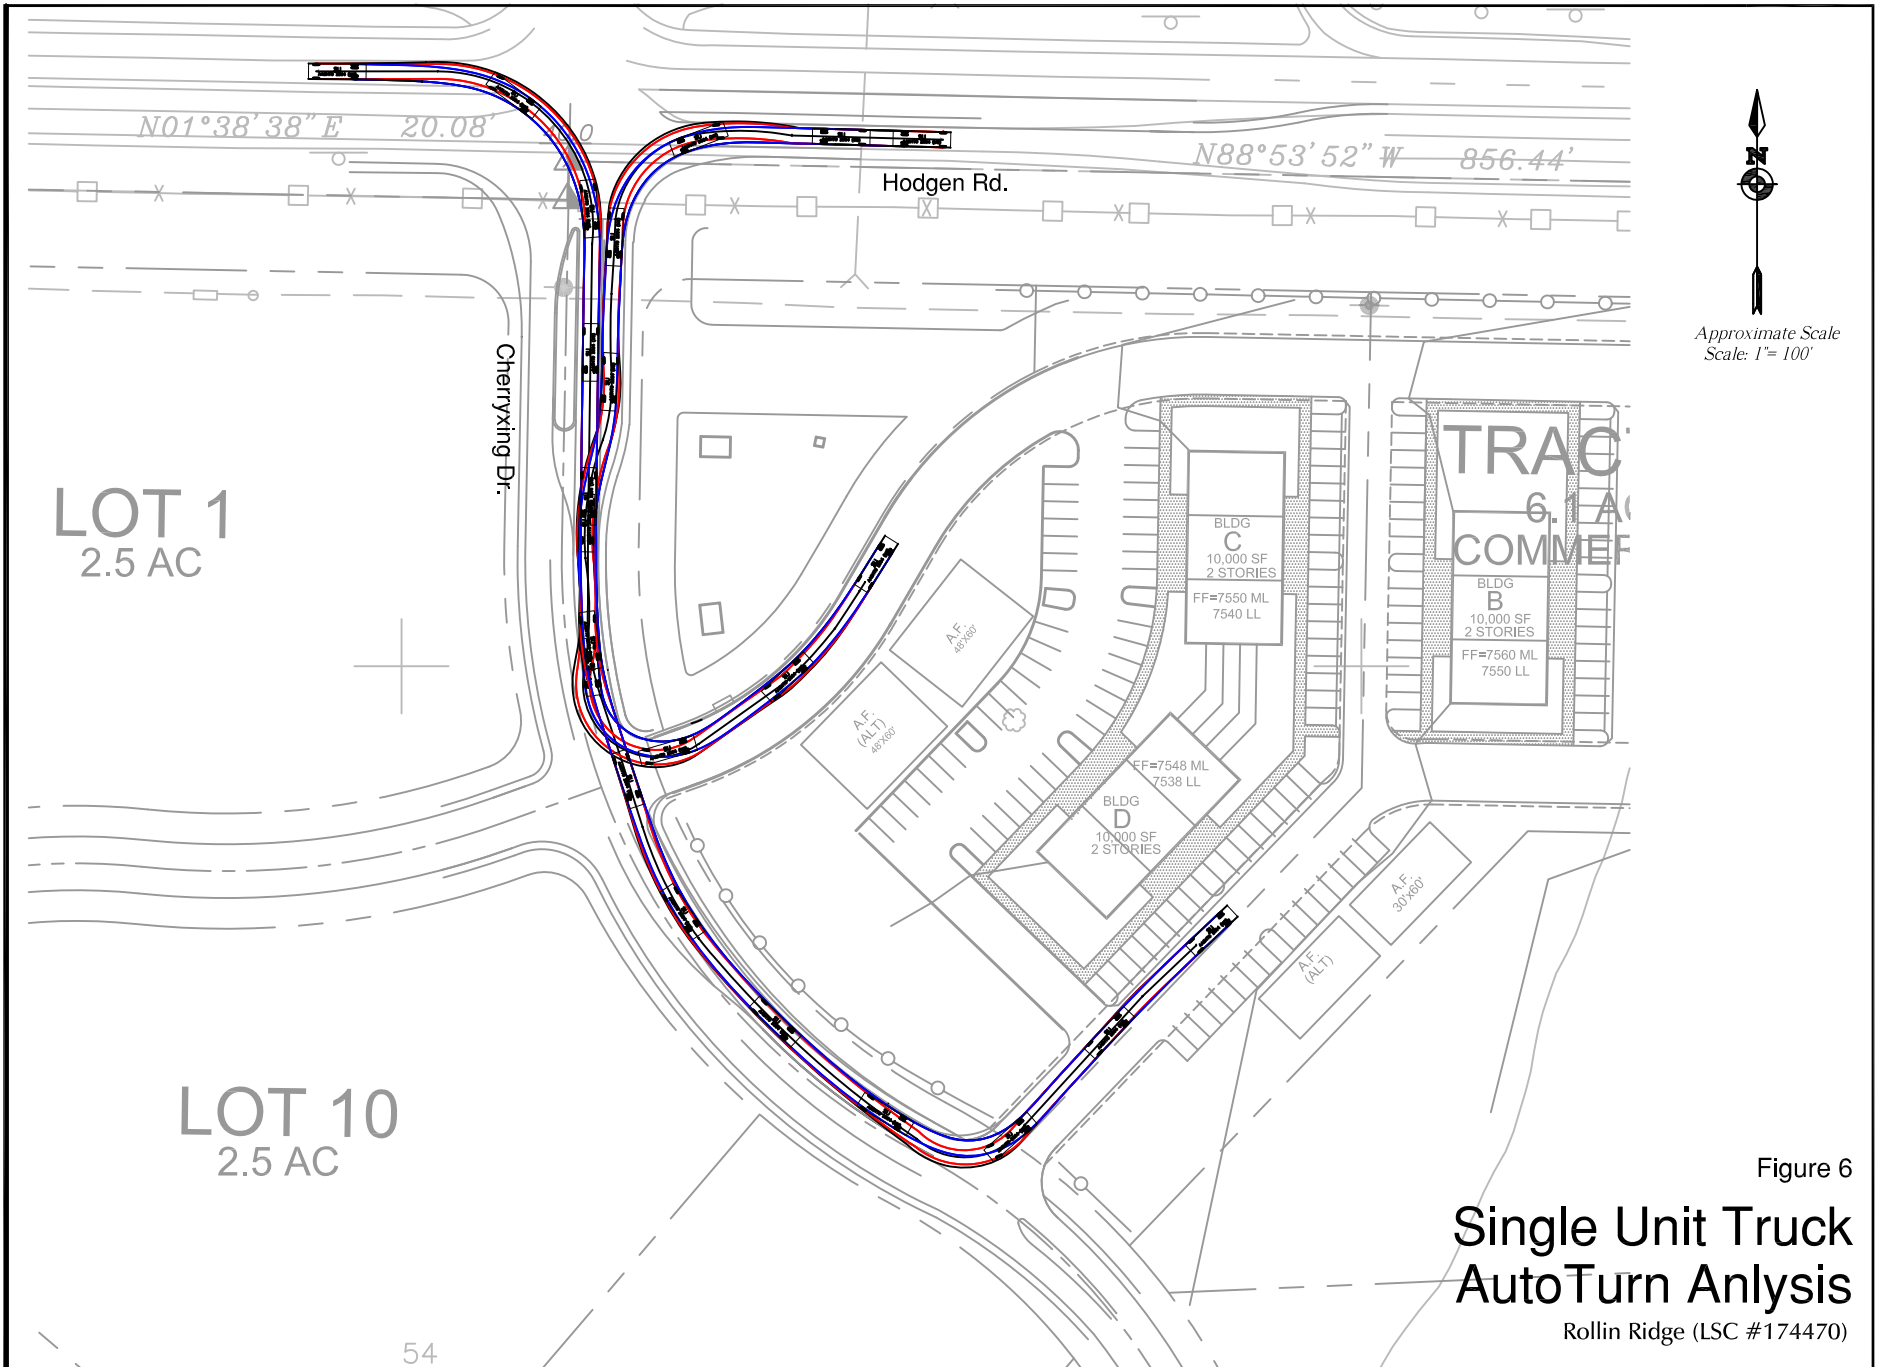 N01°38'38" E 20.08'
0
N88°53'52" W 856.44'
Hodgen Rd.
N
Approximate Scale
Scale: 1"= 100'
Cherryxing Dr.
LOT 1
2.5 AC
TRAC
6.1 A
COMMER
BLDG
C
10,000 SF
2 STORIES
FF=7550 ML
7540 LL
BLDG
B
10,000 SF
2 STORIES
FF=7560 ML
7550 LL
A.F.
48'X60'
A.F.
(ALT)
48'X60'
FF=7548 ML
7538 LL
BLDG
D
10,000 SF
2 STORIES
A.F.
30'X60'
A.F.
(ALT)
LOT 10
2.5 AC
54
Figure 6
Single Unit Truck
AutoTurn Anlysis
Rollin Ridge (LSC #174470)